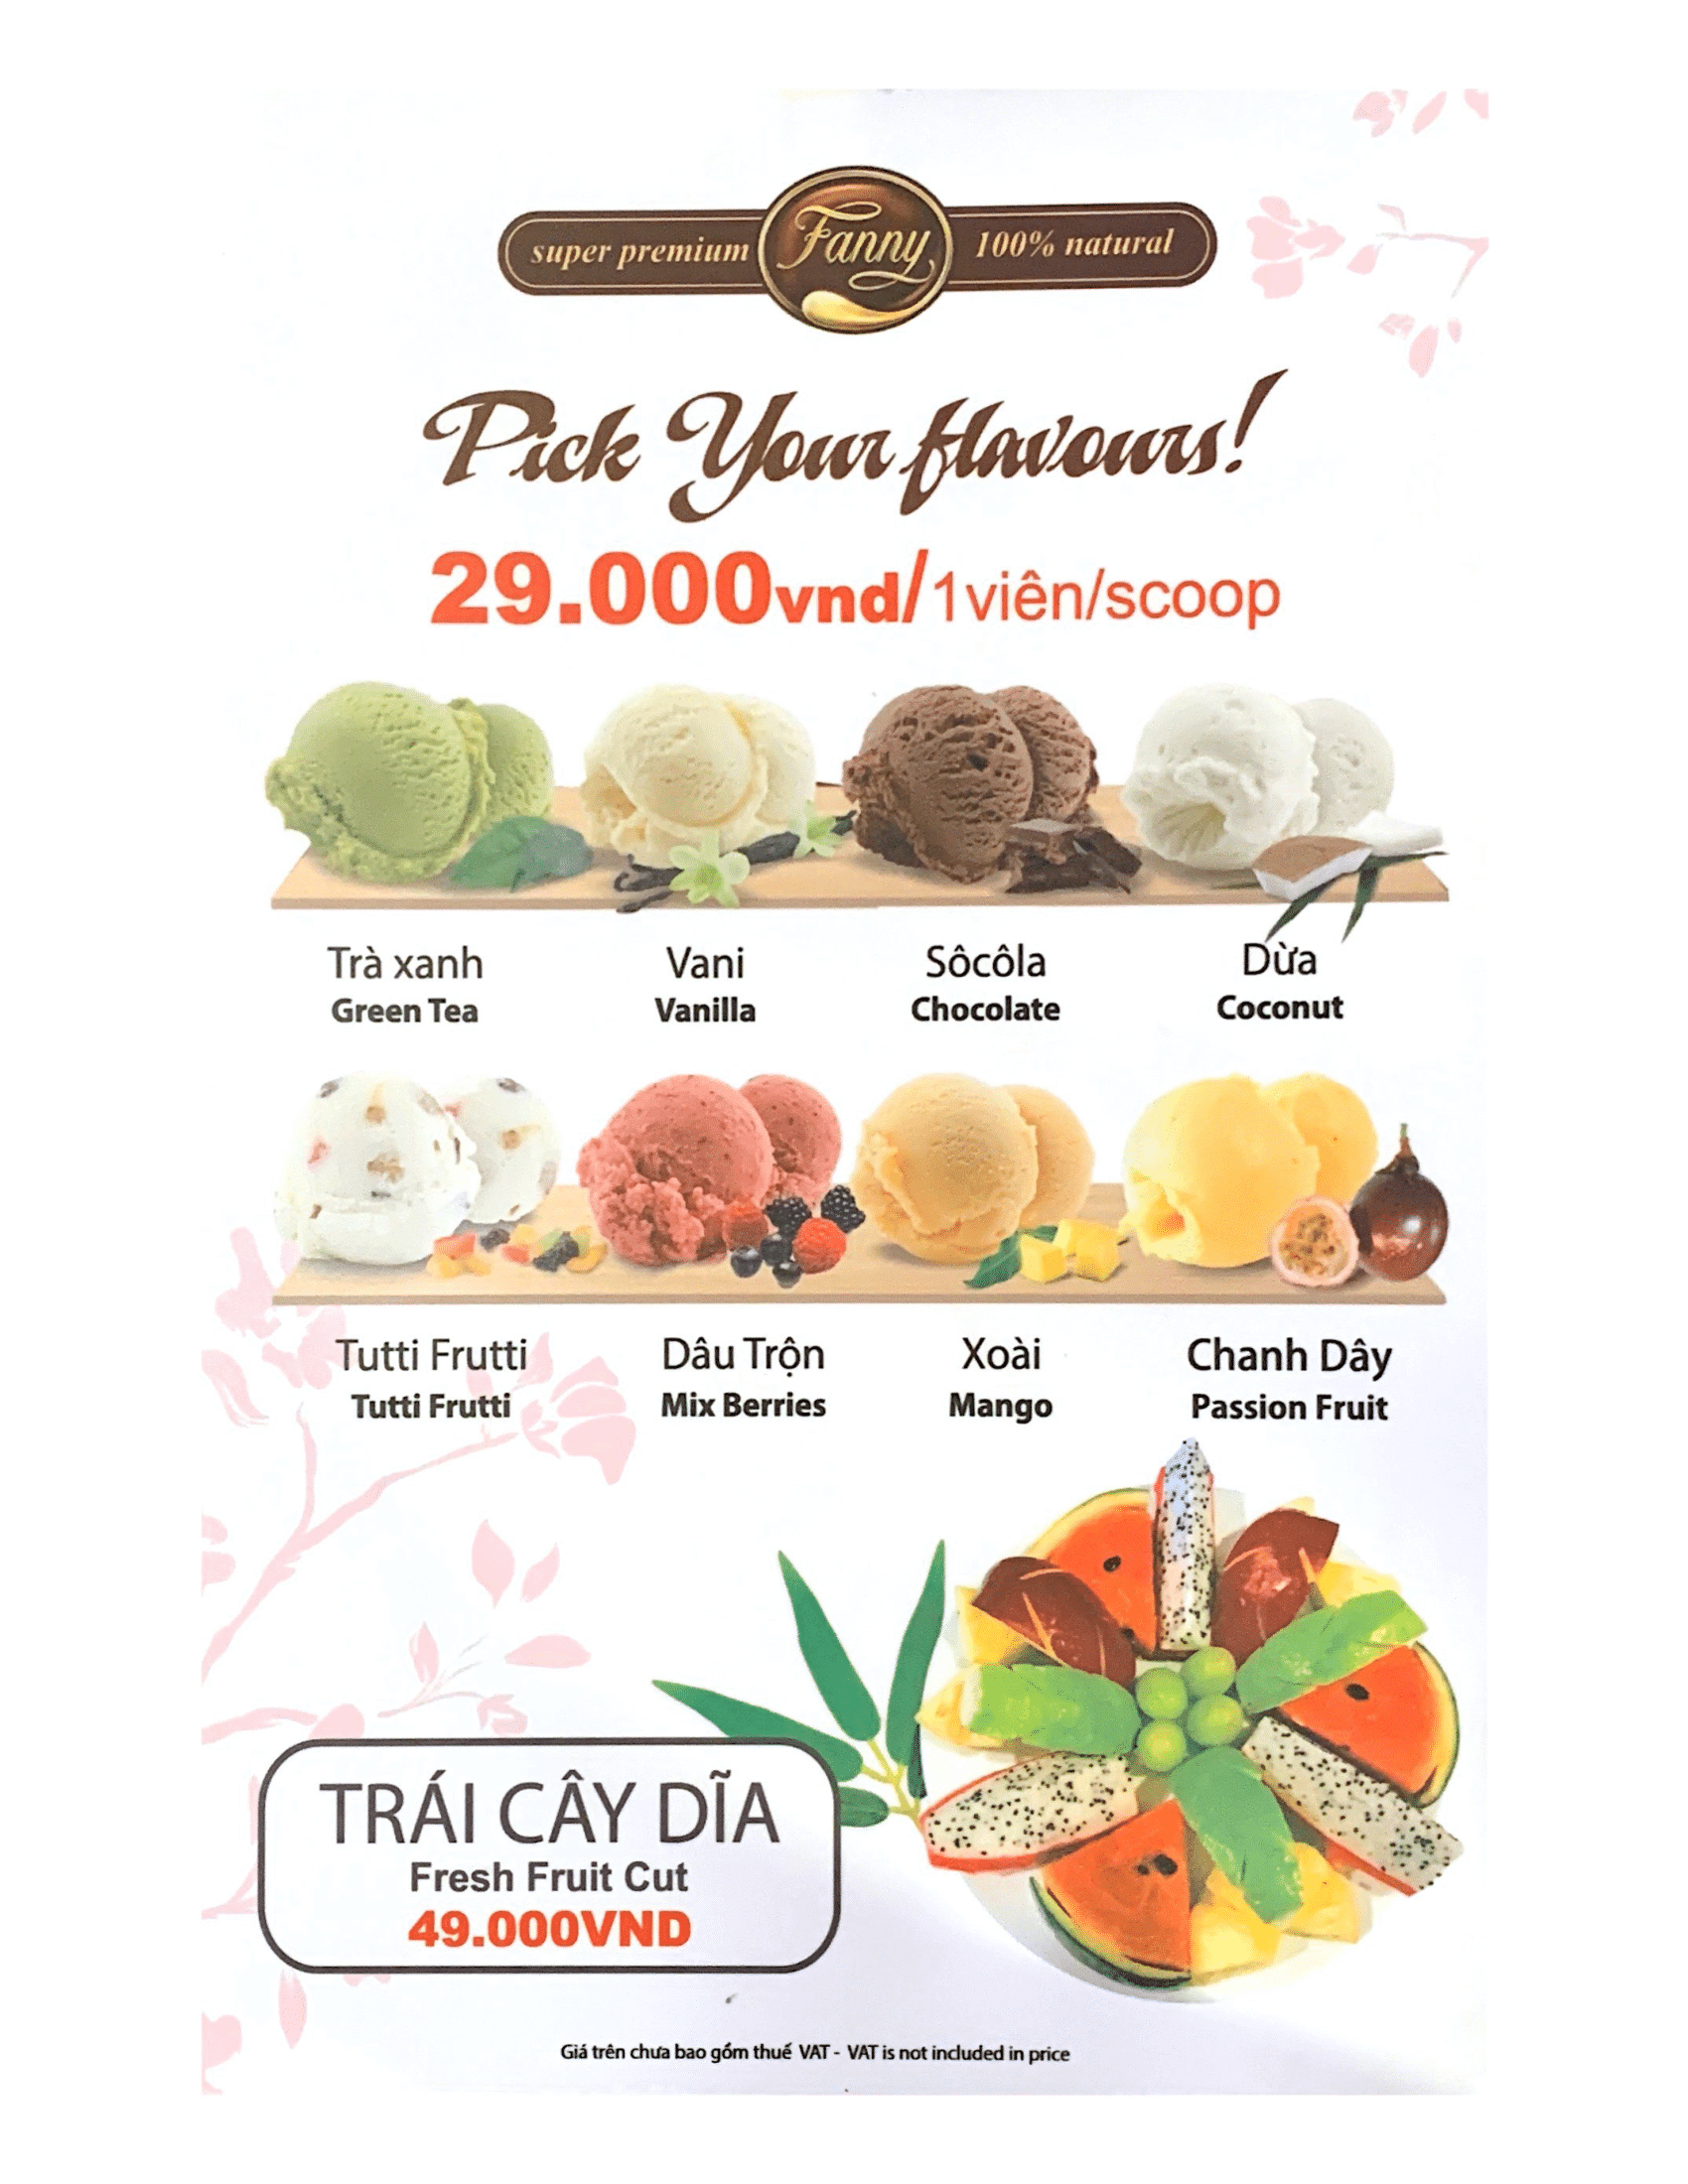 super premium Fanny 100% natural
Pick Your flavours!
29.000vnd/1viên/scoop
Trà xanh Vani Sôcôla Dừa
Green Tea Vanilla Chocolate Coconut
Tutti Frutti Dâu Trộn Xoài Chanh Dây
Tutti Frutti Mix Berries Mango Passion Fruit
TRÁI CÂY DĨA
Fresh Fruit Cut
49.000VND
Giá trên chưa bao gồm thuế VAT - VAT is not included in price